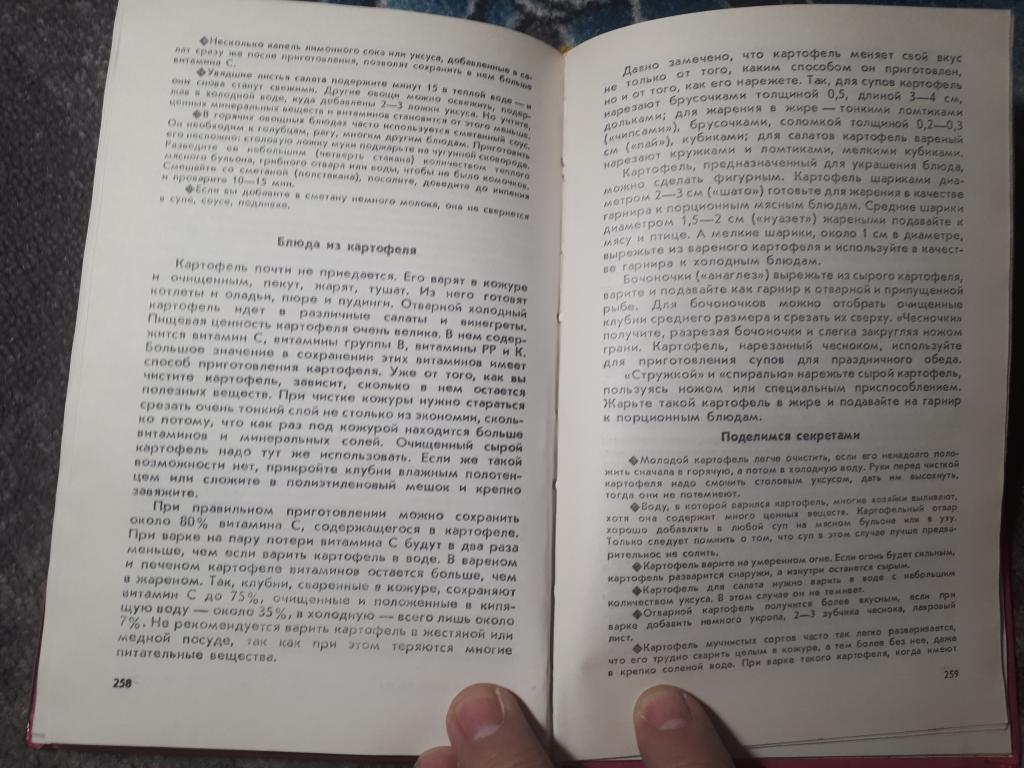 ◆Несколько капель лимонного сока или уксуса, добавленные в са-
лат сразу же после приготовления, позволят сохранить в нем больше
витамина С.
◆Увядшие листья салата подержите минут 15 в теплой воде — и
они снова станут свежими. Другие овощи можно освежить, подер-
жав в холодной воде, куда добавлены 2—3 ложки уксуса. Но учтите,
ценных минеральных веществ и витаминов становится от этого меньше.
◆В горячих овощных блюдах часто используется сметанный соус.
Он необходим к голубцам, рагу, многим другим блюдам. Приготовить
его несложно: столовую ложку муки поджарьте на чугунной сковороде.
Разведите ее небольшим (четверть стакана) количеством теплого
мясного бульона, грибного отвара или воды, чтобы не было комочков.
Смешайте со сметаной (полстакана), посолите, доведите до кипения
и проварите 10—15 мин.
◆Если вы добавите в сметану немного молока, она не свернется
в супе, соусе, подливке.
Блюда из картофеля
Картофель почти не приедается. Его варят в кожуре
и очищенным, пекут, жарят, тушат. Из него готовят
котлеты и оладьи, пюре и пудинги. Отварной холодный
картофель идет в различные салаты и винегреты.
Пищевая ценность картофеля очень велика. В нем содер-
жится витамин С, витамины группы В, витамины РР и К.
Большое значение в сохранении этих витаминов имеет
способ приготовления картофеля. Уже от того, как вы
чистите картофель, зависит, сколько в нем остается
полезных веществ. При чистке кожуры нужно стараться
срезать очень тонкий слой не столько из экономии, сколь-
ко потому, что как раз под кожурой находится больше
витаминов и минеральных солей. Очищенный сырой
картофель надо тут же использовать. Если же такой
возможности нет, прикройте клубни влажным полотен-
цем или сложите в полиэтиленовый мешок и крепко
завяжите.
При правильном приготовлении можно сохранить
около 80% витамина С, содержащегося в картофеле.
При варке на пару потери витамина С будут в два раза
меньше, чем если варить картофель в воде. В вареном
и печеном картофеле витаминов остается больше, чем
в жареном. Так, клубни, сваренные в кожуре, сохраняют
витамин С до 75%, очищенные и положенные в кипя-
щую воду — около 35%, в холодную — всего лишь около
7%. Не рекомендуется варить картофель в жестяной или
медной посуде, так как при этом теряются многие
питательные вещества.
258
Давно замечено, что картофель меняет свой вкус
не только от того, каким способом он приготовлен,
но и от того, как его нарежете. Так, для супов картофель
нарезают брусочками толщиной 0,5, длиной 3—4 см,
дольками; для жарения в жире — тонкими ломтиками
(«чипсами»), брусочками, соломкой толщиной 0,2—0,3
см («пай»), кубиками; для салатов картофель вареный
нарезают кружками и ломтиками, мелкими кубиками.
Картофель, предназначенный для украшения блюда,
можно сделать фигурным. Картофель шариками диа-
метром 2—3 см («шато») готовьте для жарения в качестве
гарнира к порционным мясным блюдам. Средние шарики
диаметром 1,5—2 см («нуазет») жареными подавайте к
мясу и птице. А мелкие шарики, около 1 см в диаметре,
вырежьте из вареного картофеля и используйте в качест-
ве гарнира к холодным блюдам.
Бочоночки («анаглез») вырежьте из сырого картофеля,
варите и подавайте как гарнир к отварной и припущенной
рыбе. Для бочоночков можно отобрать очищенные
клубни среднего размера и срезать их сверху. «Чесночки»
получите, разрезая бочоночки и слегка закругляя ножом
грани. Картофель, нарезанный чесноком, используйте
для приготовления супов для праздничного обеда.
«Стружкой» и «спиралью» нарежьте сырой картофель,
пользуясь ножом или специальным приспособлением.
Жарьте такой картофель в жире и подавайте на гарнир
к порционным блюдам.
Поделимся секретами
◆Молодой картофель легче очистить, если его ненадолго поло-
жить сначала в горячую, а потом в холодную воду. Руки перед чисткой
картофеля надо смочить столовым уксусом, дать им высохнуть,
тогда они не потемнеют.
◆Воду, в которой варился картофель, многие хозяйки выливают,
хотя она содержит много ценных веществ. Картофельный отвар
хорошо добавлять в любой суп на мясном бульоне или в уху.
Только следует помнить о том, что суп в этом случае лучше предва-
рительно не солить.
◆Картофель варите на умеренном огне. Если огонь будет сильным,
картофель разварится снаружи, а изнутри останется сырым.
◆Картофель для салата нужно варить в воде с небольшим
количеством уксуса. В этом случае он не темнеет.
◆Отварной картофель получится более вкусным, если при
варке добавить немного укропа, 2—3 зубчика чеснока, лавровый
лист.
◆Картофель мучнистых сортов часто так легко разваривается,
что его трудно сварить целым в кожуре, а тем более без нее, даже
в крепко соленой воде. При варке такого картофеля, когда имеют
259